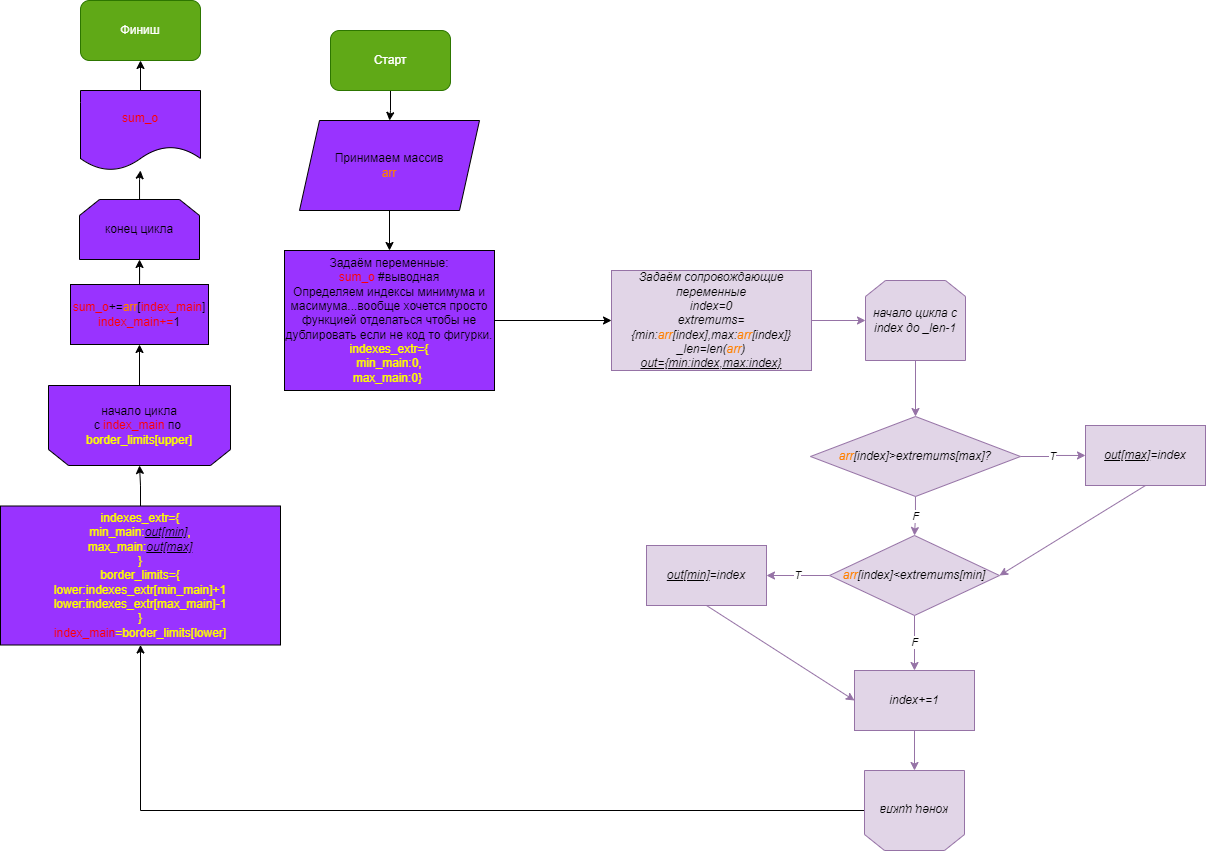 Старт
Принимаем массив
arr
Задаём переменные:
sum_o #выводная
Определяем индексы минимума и
масимума...вообще хочется просто
функцией отделаться чтобы не
дублировать если не код то фигурки.
indexes_extr={
min_main:0,
max_main:0}
Задаём сопровождающие
переменные
index=0
extremums=
{min:arr[index],max:arr[index]}
_len=len(arr)
out={min:index,max:index}
начало цикла с
index до _len-1
arr[index]>extremums[max]?
T
out[max]=index
F
arr[index]<extremums[min]
T
out[min]=index
F
index+=1
конец цикла
indexes_extr={
min_main:out[min],
max_main:out[max]
}
border_limits={
lower:indexes_extr[min_main]+1
lower:indexes_extr[max_main]-1
}
index_main=border_limits[lower]
начало цикла
с index_main по
border_limits[upper]
sum_o+=arr[index_main]
index_main+=1
конец цикла
sum_o
Финиш